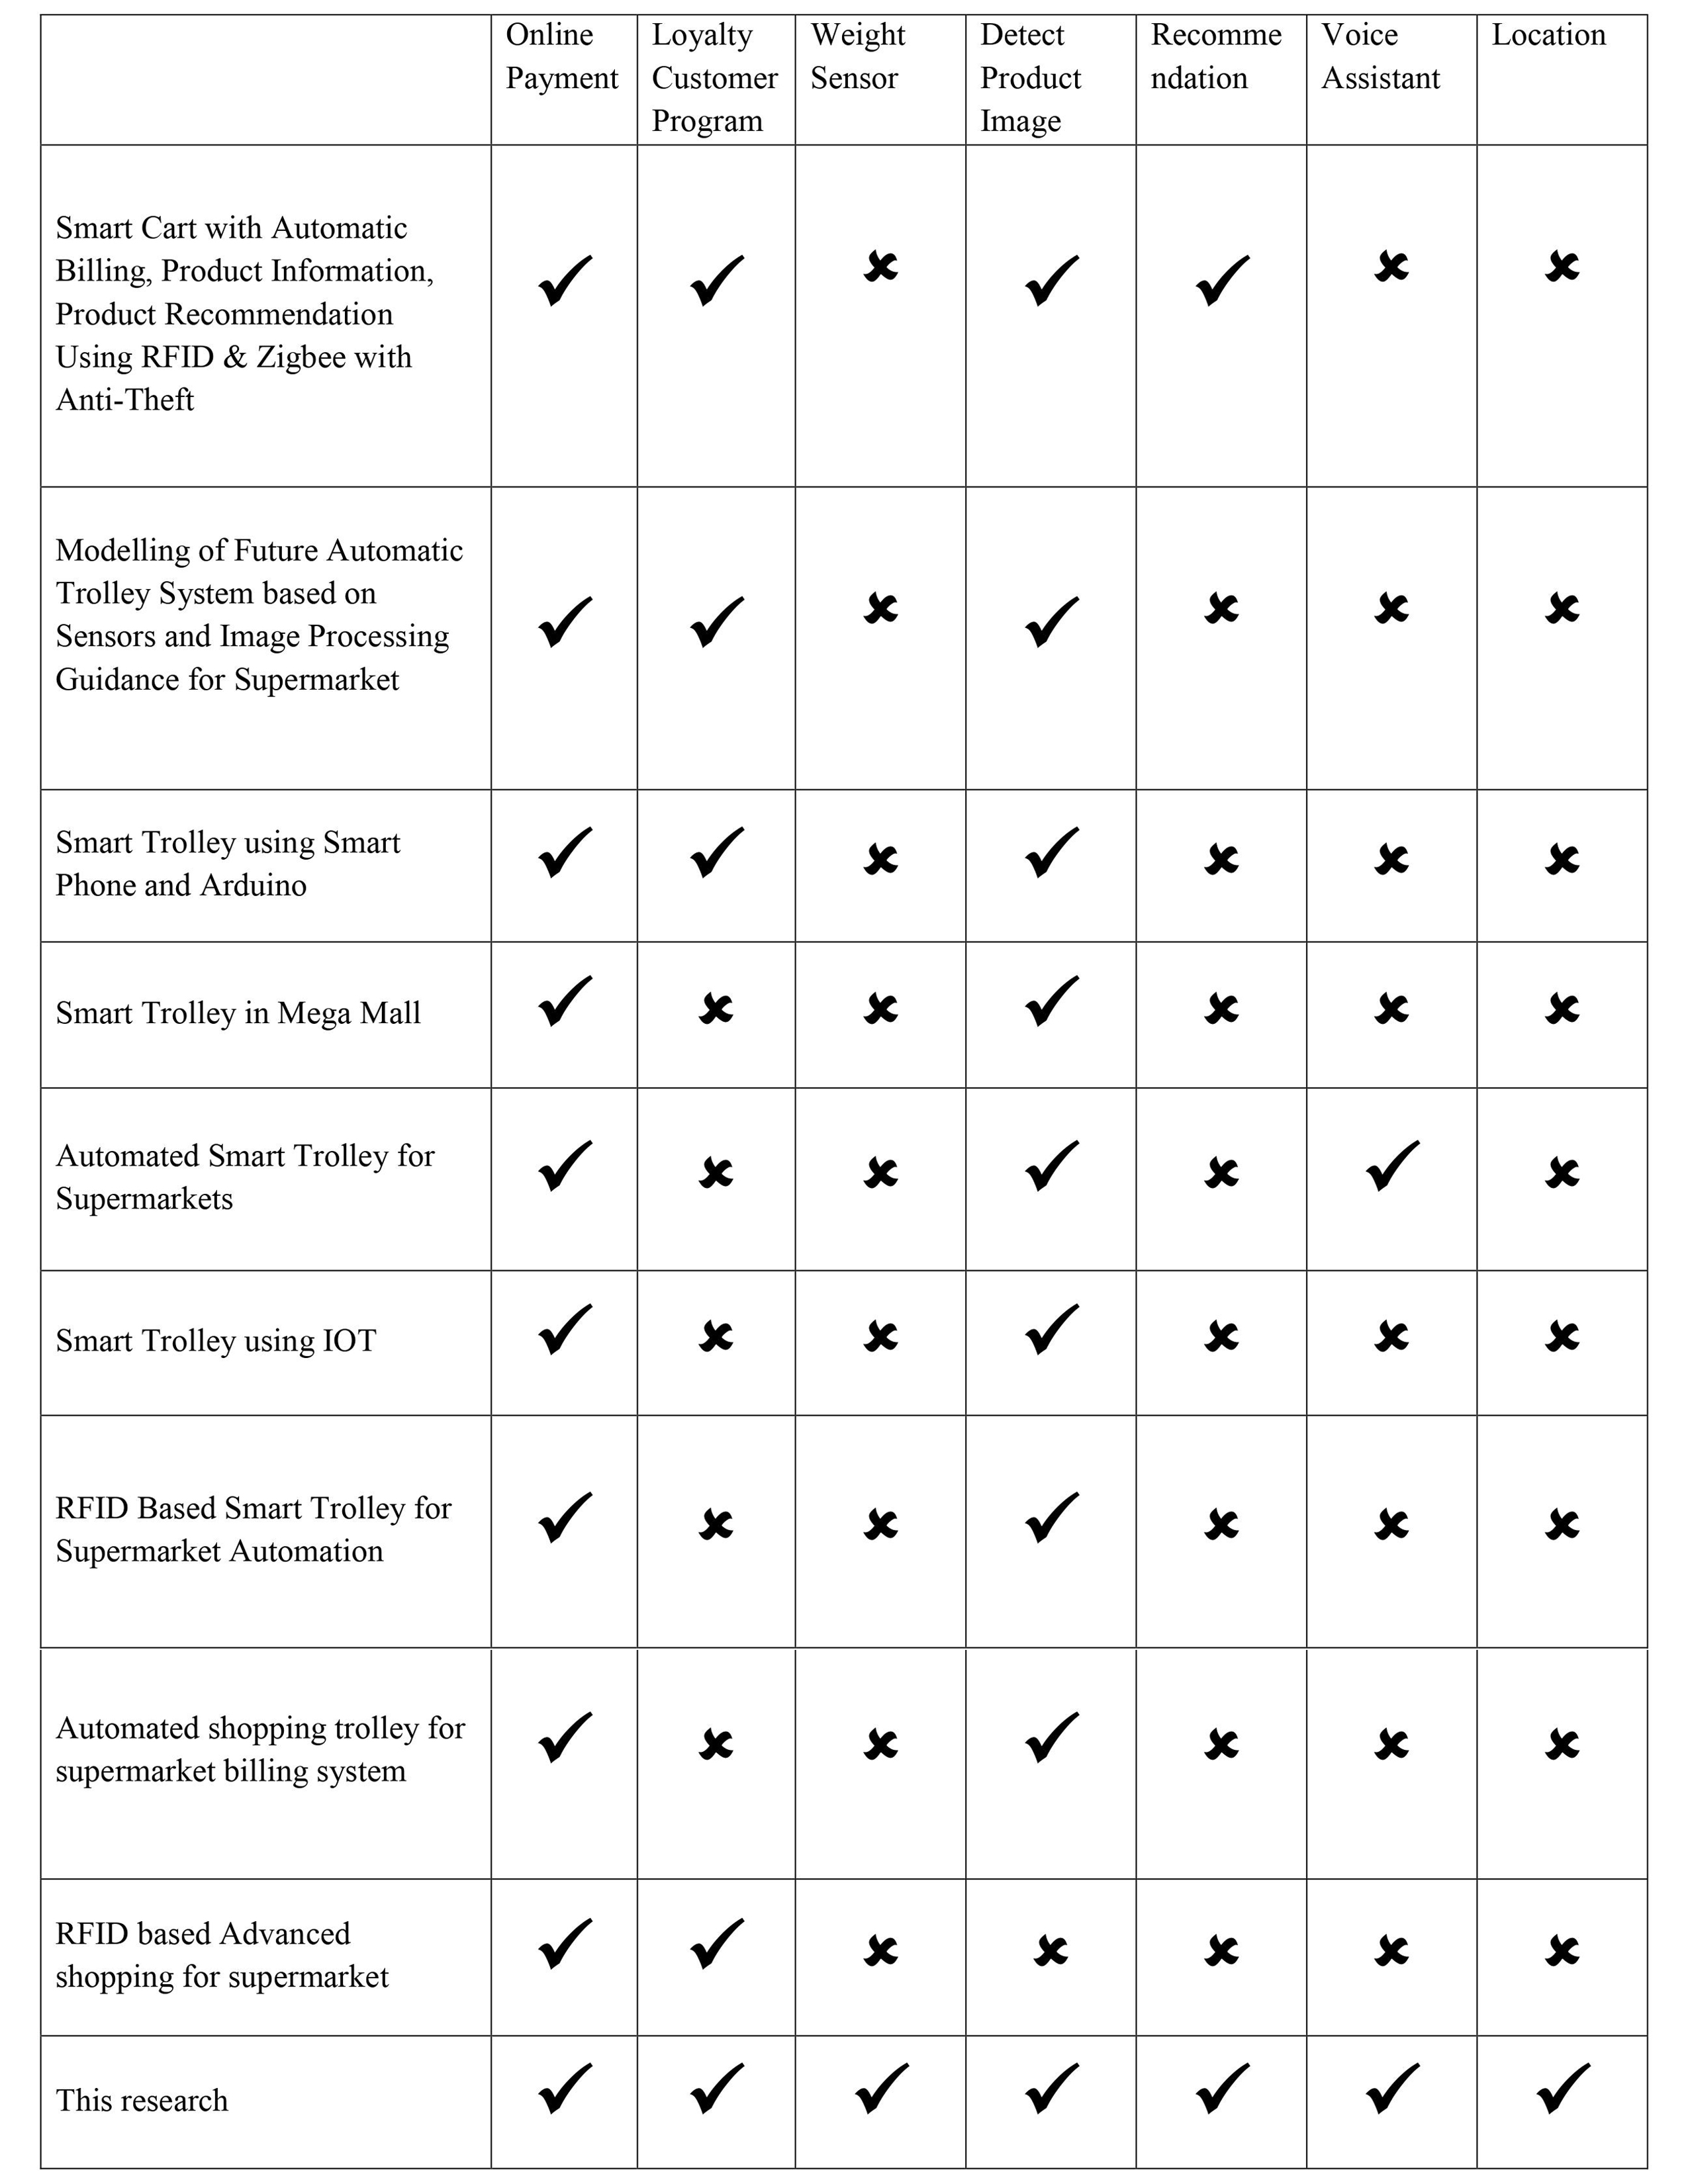 Online
Payment
Loyalty
Customer
Program
Weight
Sensor
Detect
Product
Image
Recomme
ndation
Voice
Assistant
Location
Smart Cart with Automatic
Billing, Product Information,
Product Recommendation
Using RFID & Zigbee with
Anti-Theft
✓ ✓ ✘ ✓ ✓ ✘ ✘
Modelling of Future Automatic
Trolley System based on
Sensors and Image Processing
Guidance for Supermarket
✓ ✓ ✘ ✓ ✘ ✘ ✘
Smart Trolley using Smart
Phone and Arduino
✓ ✓ ✘ ✓ ✘ ✘ ✘
Smart Trolley in Mega Mall
✓ ✘ ✘ ✓ ✘ ✘ ✘
Automated Smart Trolley for
Supermarkets
✓ ✘ ✘ ✓ ✘ ✓ ✘
Smart Trolley using IOT
✓ ✘ ✘ ✓ ✘ ✘ ✘
RFID Based Smart Trolley for
Supermarket Automation
✓ ✘ ✘ ✓ ✘ ✘ ✘
Automated shopping trolley for
supermarket billing system
✓ ✘ ✘ ✓ ✘ ✘ ✘
RFID based Advanced
shopping for supermarket
✓ ✓ ✘ ✘ ✘ ✘ ✘
This research
✓ ✓ ✓ ✓ ✓ ✓ ✓